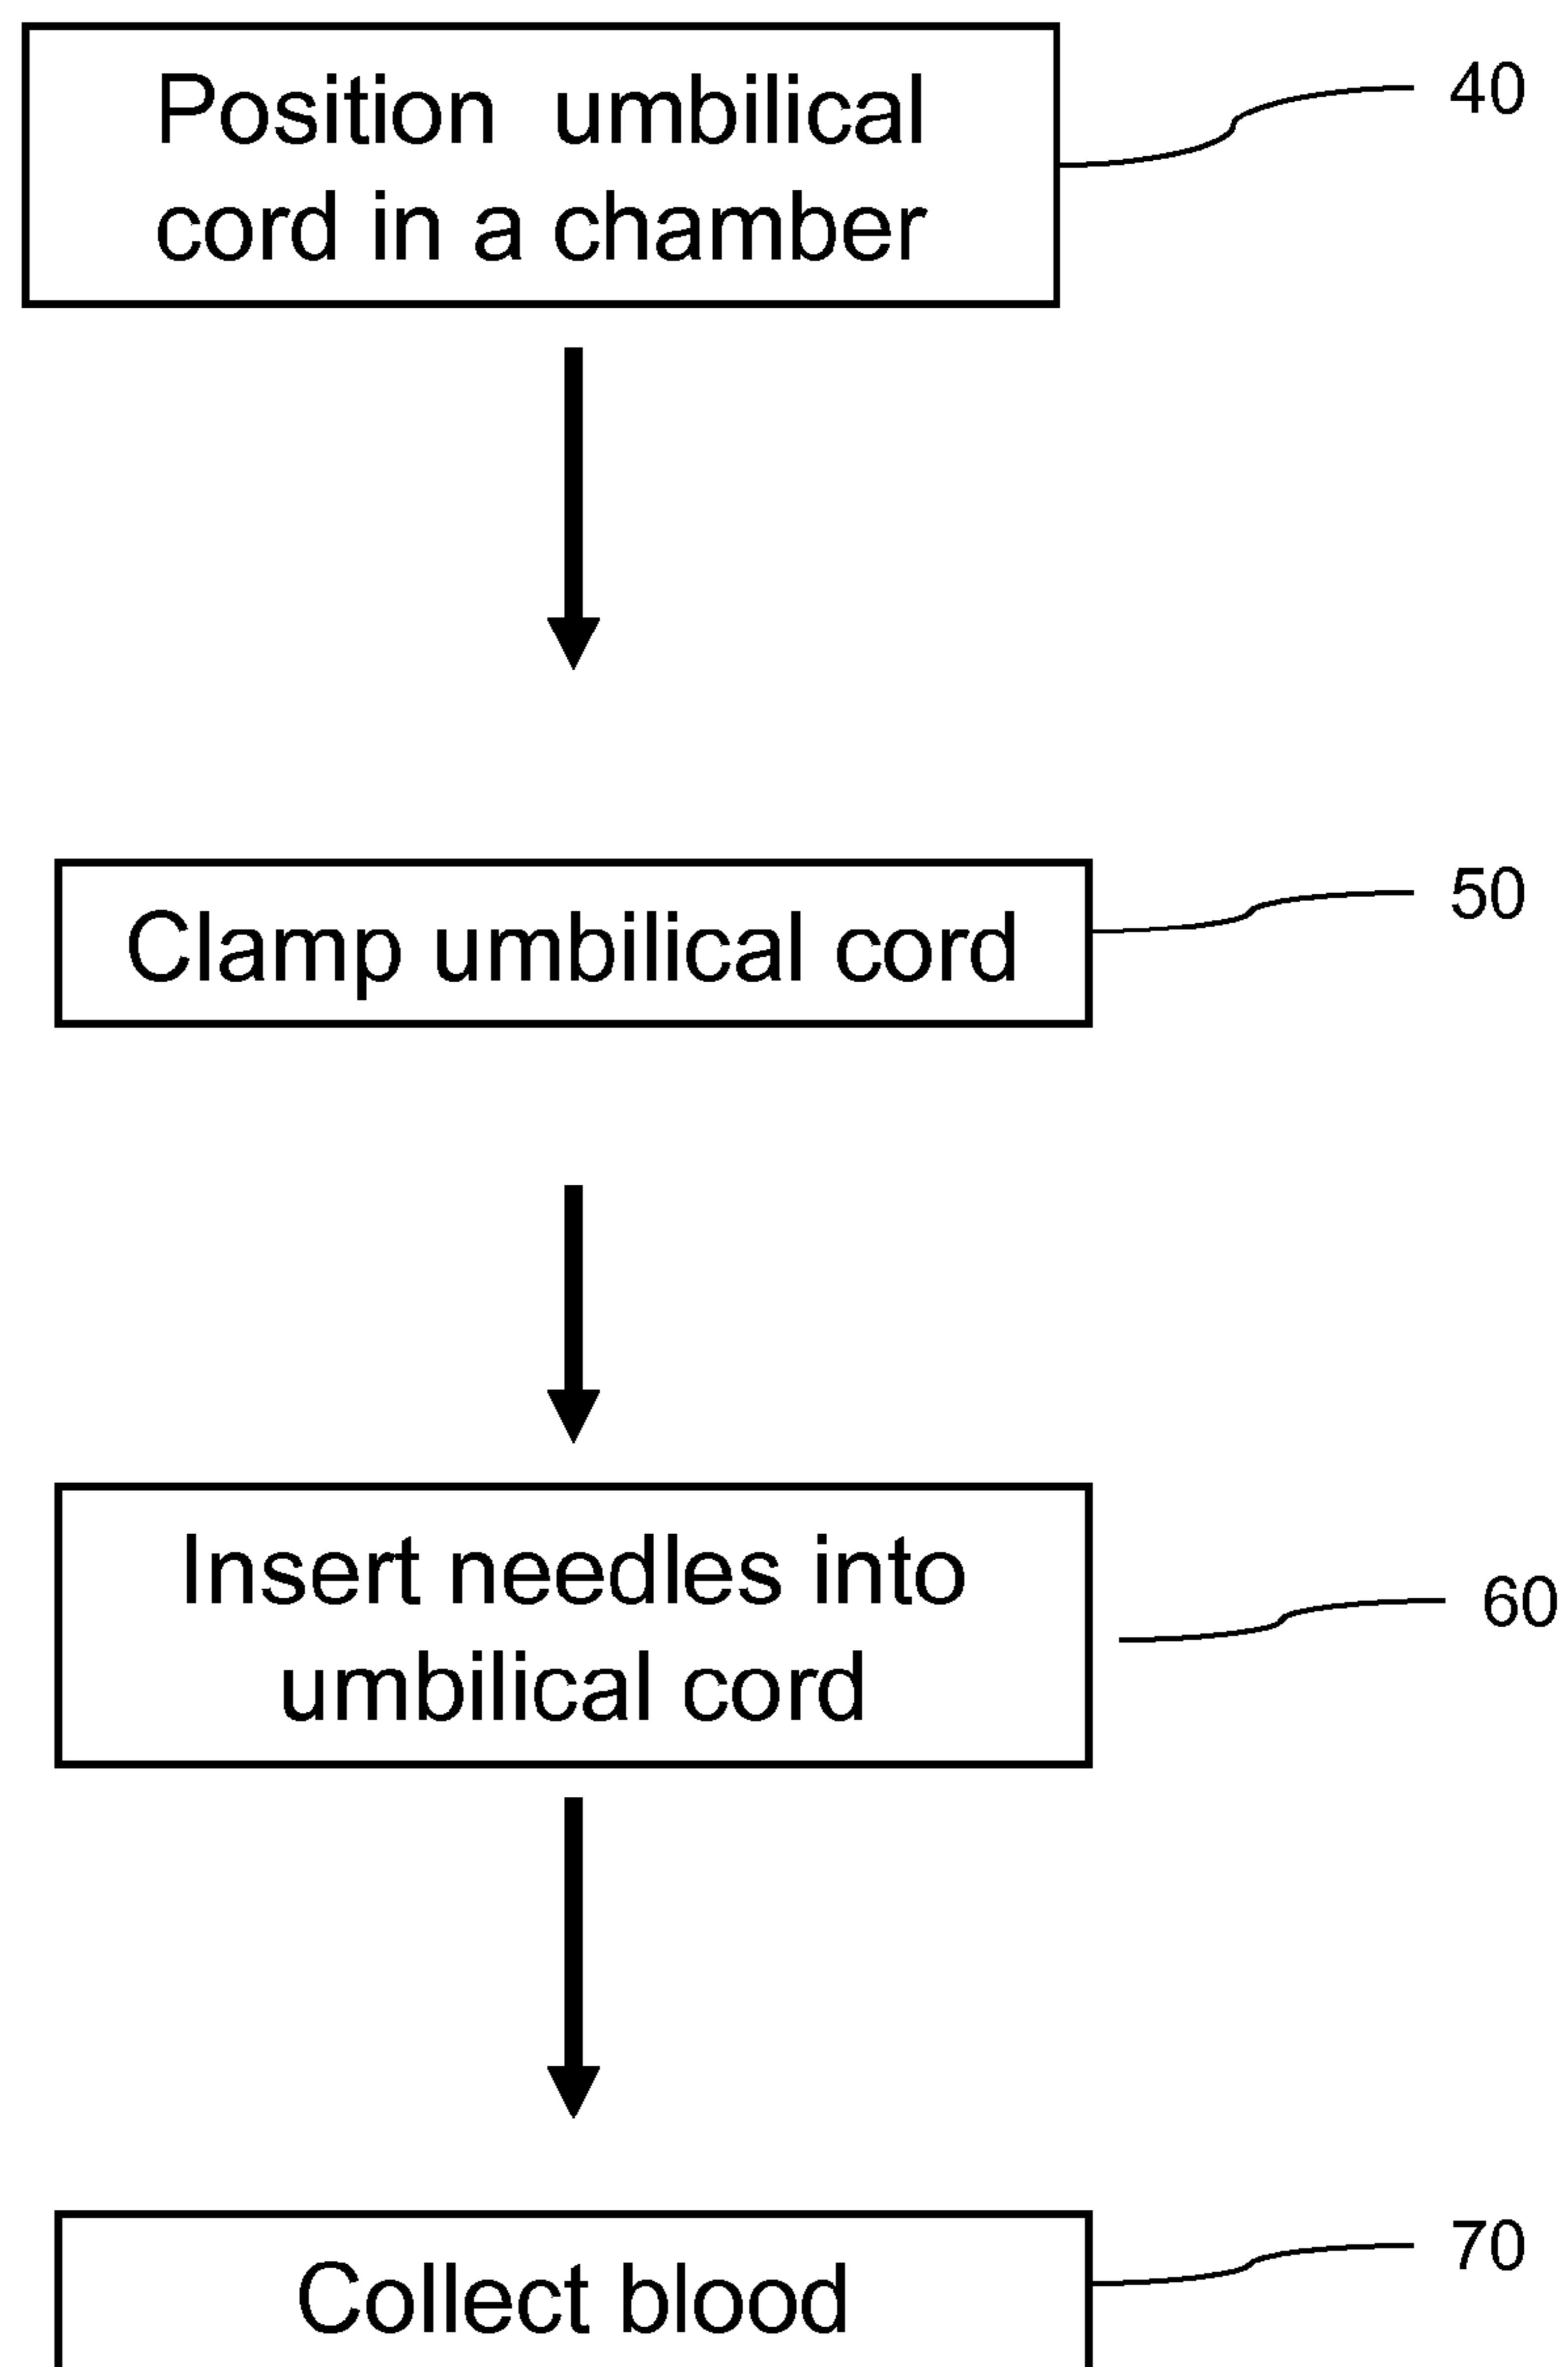 Position umbilical
cord in a chamber
40
Clamp umbilical cord
50
Insert needles into
umbilical cord
60
Collect blood
70